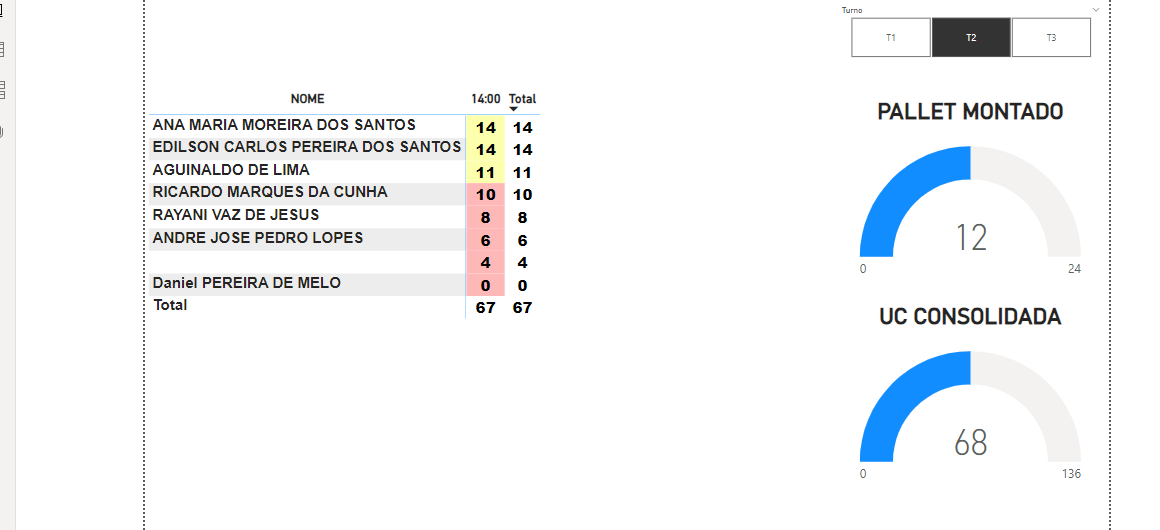 Turno
T1 T2 T3
NOME 14:00 Total
ANA MARIA MOREIRA DOS SANTOS 14 14
EDILSON CARLOS PEREIRA DOS SANTOS 14 14
AGUINALDO DE LIMA 11 11
RICARDO MARQUES DA CUNHA 10 10
RAYANI VAZ DE JESUS 8 8
ANDRE JOSE PEDRO LOPES 6 6
4 4
Daniel PEREIRA DE MELO 0 0
Total 67 67
PALLET MONTADO
12
0 24
UC CONSOLIDADA
68
0 136